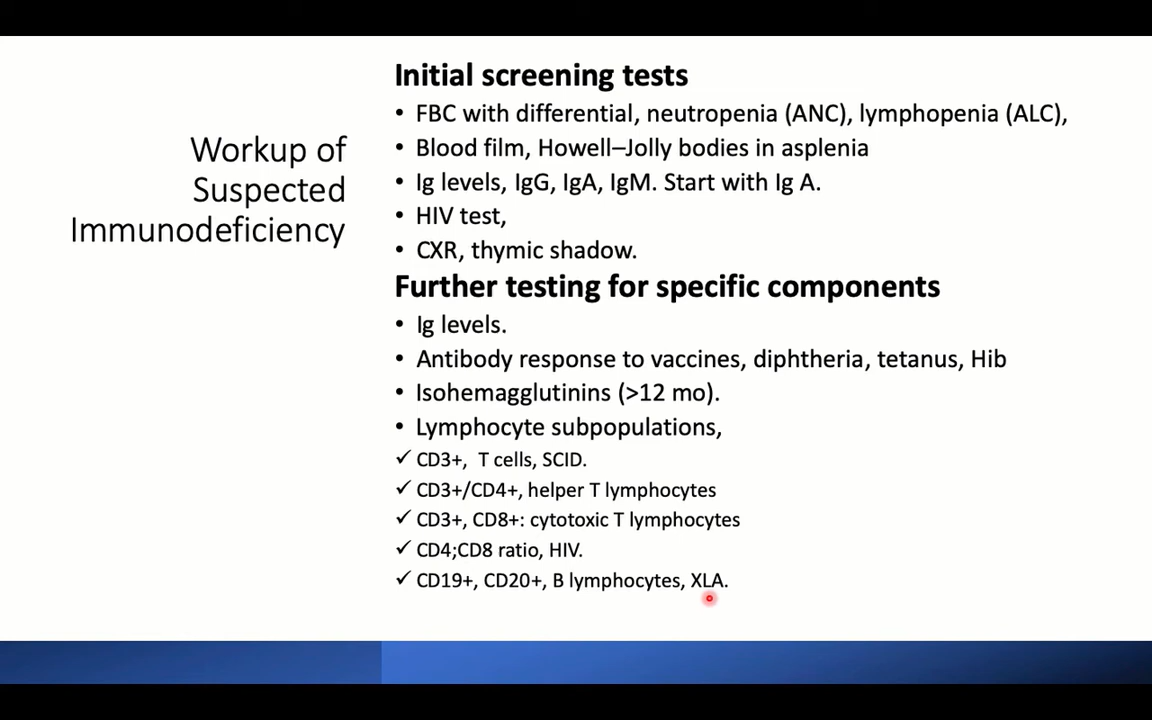 Workup of
Suspected
Immunodeficiency
Initial screening tests
• FBC with differential, neutropenia (ANC), lymphopenia (ALC),
• Blood film, Howell–Jolly bodies in asplenia
• Ig levels, IgG, IgA, IgM. Start with Ig A.
• HIV test,
• CXR, thymic shadow.
Further testing for specific components
• Ig levels.
• Antibody response to vaccines, diphtheria, tetanus, Hib
• Isohemagglutinins (>12 mo).
• Lymphocyte subpopulations,
✓ CD3+, T cells, SCID.
✓ CD3+/CD4+, helper T lymphocytes
✓ CD3+, CD8+: cytotoxic T lymphocytes
✓ CD4;CD8 ratio, HIV.
✓ CD19+, CD20+, B lymphocytes, XLA.